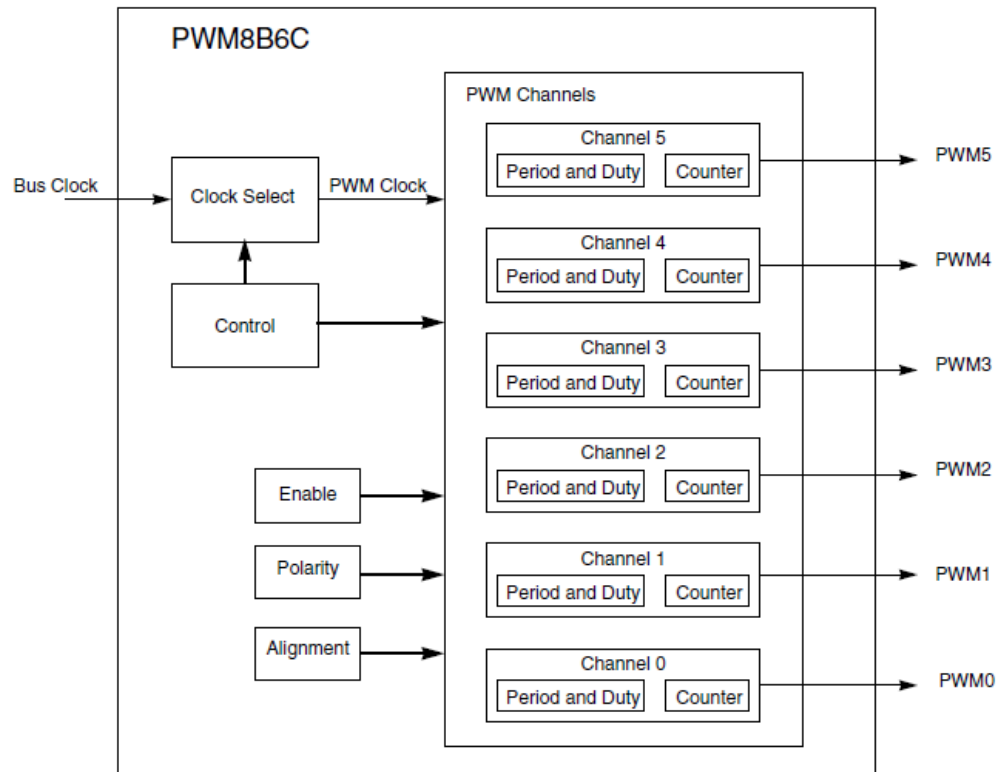 PWM8B6C
PWM Channels
Channel 5
Period and Duty
Counter
PWM5
Bus Clock
Clock Select
PWM Clock
Channel 4
Period and Duty
Counter
PWM4
Control
Channel 3
Period and Duty
Counter
PWM3
Channel 2
Period and Duty
Counter
PWM2
Enable
Channel 1
Period and Duty
Counter
PWM1
Polarity
Alignment
Channel 0
Period and Duty
Counter
PWM0